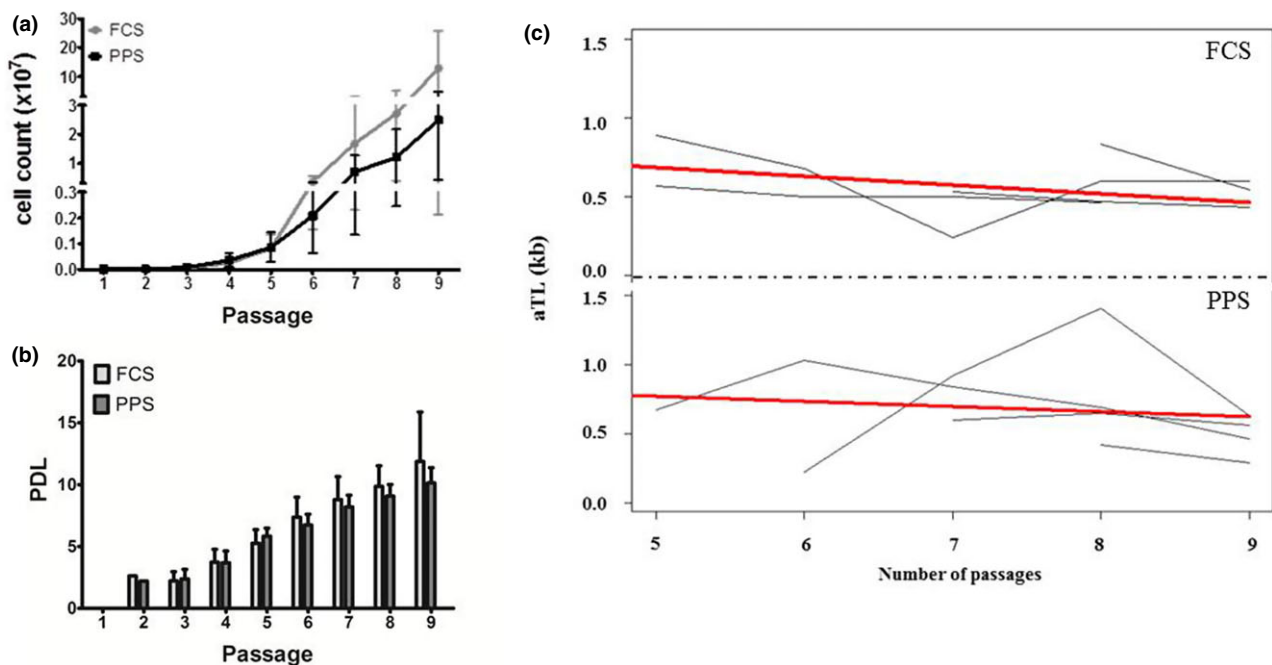 (a)
cell count (x10⁷)
30
20
10
3
2
1
0.3
0.2
0.1
0.0
FCS
PPS
1 2 3 4 5 6 7 8 9
Passage
(b)
PDL
20
15
10
5
0
FCS
PPS
1 2 3 4 5 6 7 8 9
Passage
(c)
aTL (kb)
FCS
1.5
1.0
0.5
0.0
PPS
1.5
1.0
0.5
0.0
5 6 7 8 9
Number of passages